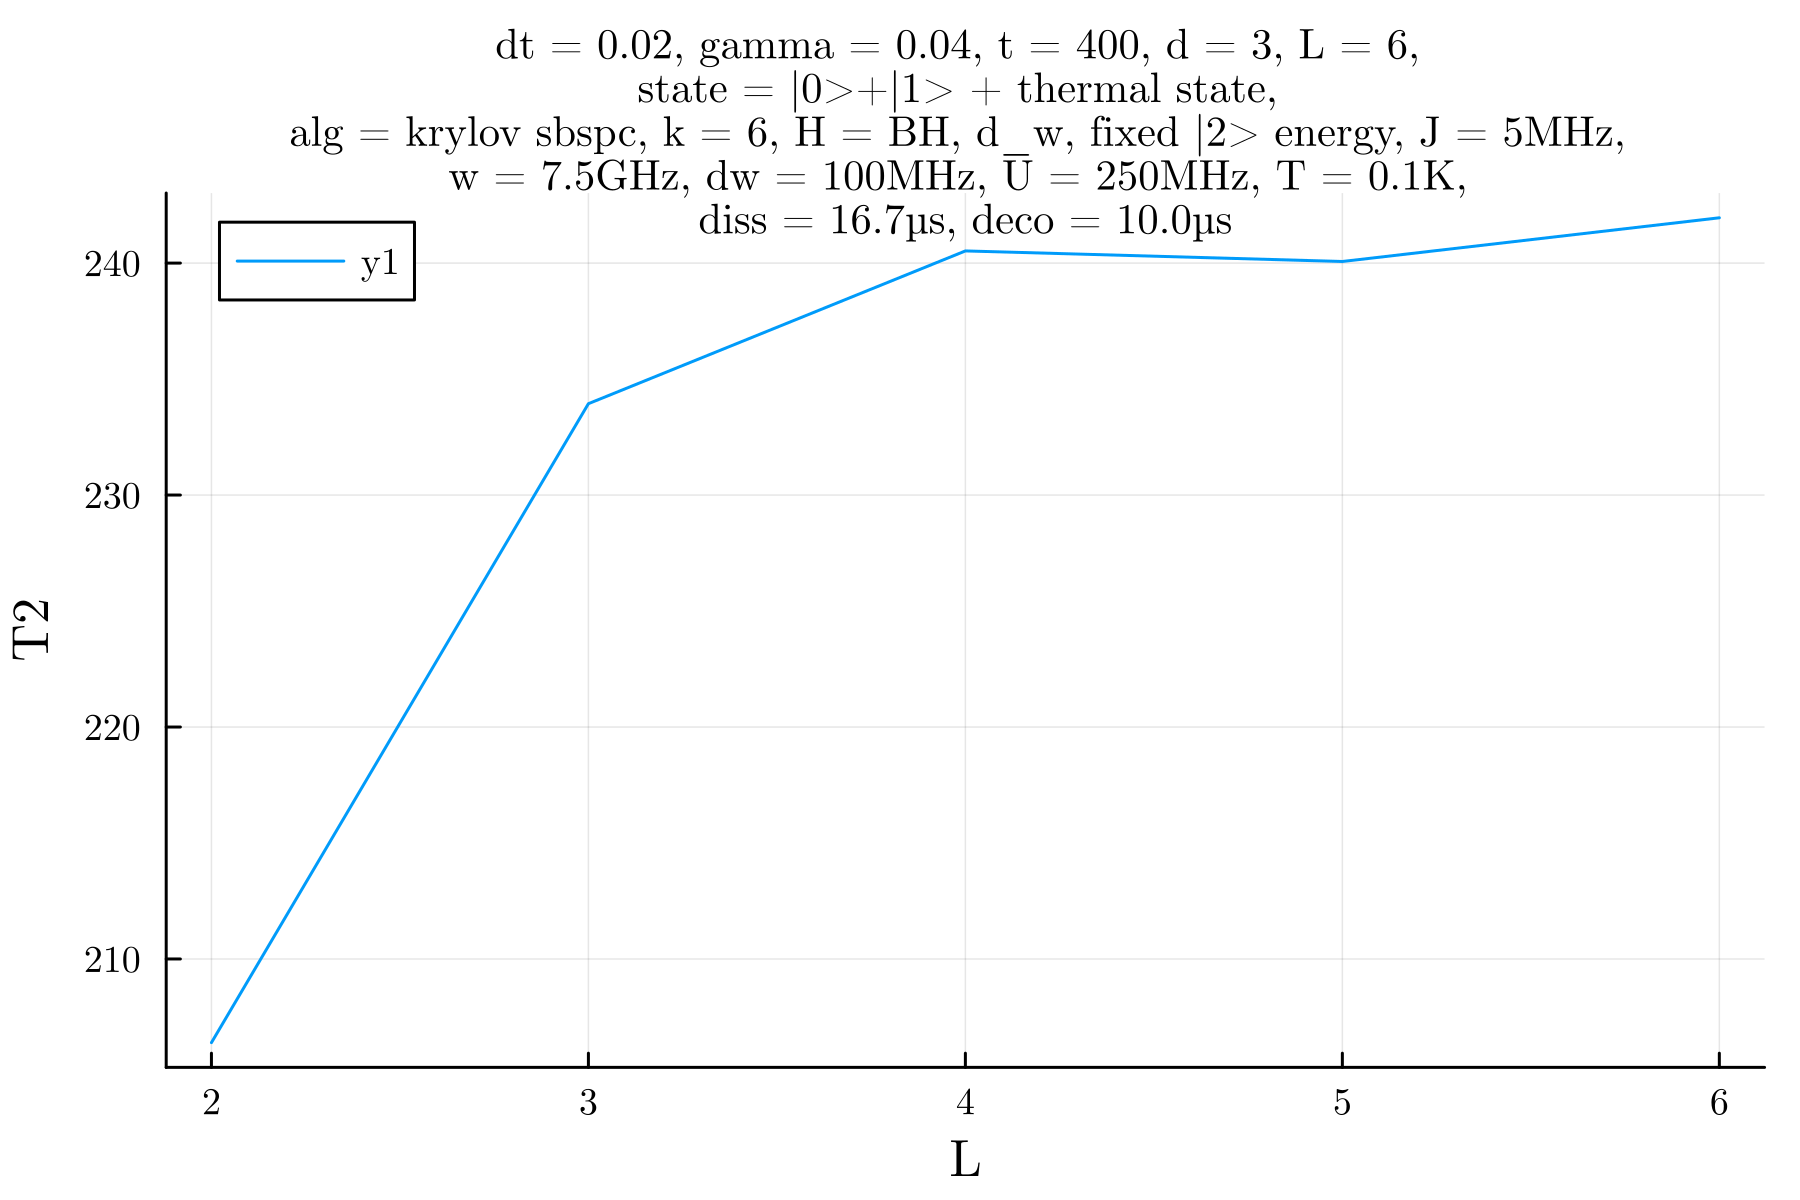 dt = 0.02, gamma = 0.04, t = 400, d = 3, L = 6,
state = |0>+|1> + thermal state,
alg = krylov sbspc, k = 6, H = BH, d_w, fixed |2> energy, J = 5MHz,
w = 7.5GHz, dw = 100MHz, U = 250MHz, T = 0.1K,
diss = 16.7µs, deco = 10.0µs
y1
240
230
220
210
T2
2 3 4 5 6
L